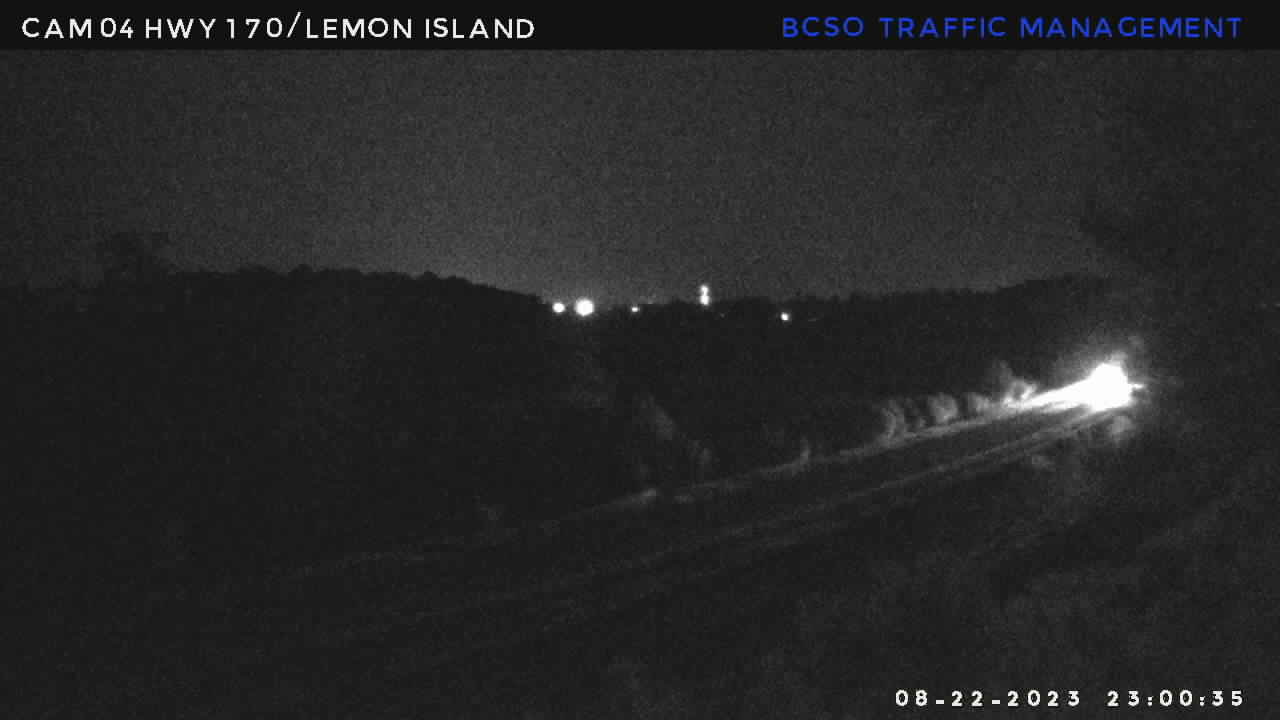 CAM04 HWY 170/LEMON ISLAND
BCSO TRAFFIC MANAGEMENT
08-22-2023 23:00:35